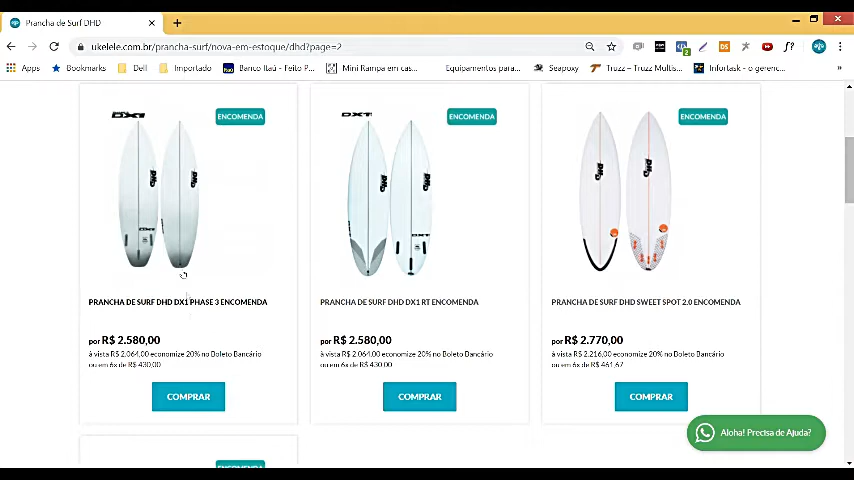 Prancha de Surf DHD
ukelele.com.br/prancha-surf/nova-em-estoque/dhd?page=2
Apps Bookmarks Dell Importado Banco Itaú - Feito P... Mini Rampa em cas... Equipamentos para... Seapoxy Truzz – Truzz Multis... Infortask - o gerenc... »
DX1 ENCOMENDA
DX1 ENCOMENDA
ENCOMENDA
PRANCHA DE SURF DHD DX1 PHASE 3 ENCOMENDA
por R$ 2.580,00
à vista R$ 2.064,00 economize 20% no Boleto Bancário
ou em 6x de R$ 430,00
COMPRAR
PRANCHA DE SURF DHD DX1 RT ENCOMENDA
por R$ 2.580,00
à vista R$ 2.064,00 economize 20% no Boleto Bancário
ou em 6x de R$ 430,00
COMPRAR
PRANCHA DE SURF DHD SWEET SPOT 2.0 ENCOMENDA
por R$ 2.770,00
à vista R$ 2.216,00 economize 20% no Boleto Bancário
ou em 6x de R$ 461,67
COMPRAR
Aloha! Precisa de Ajuda?
ENCOMENDA